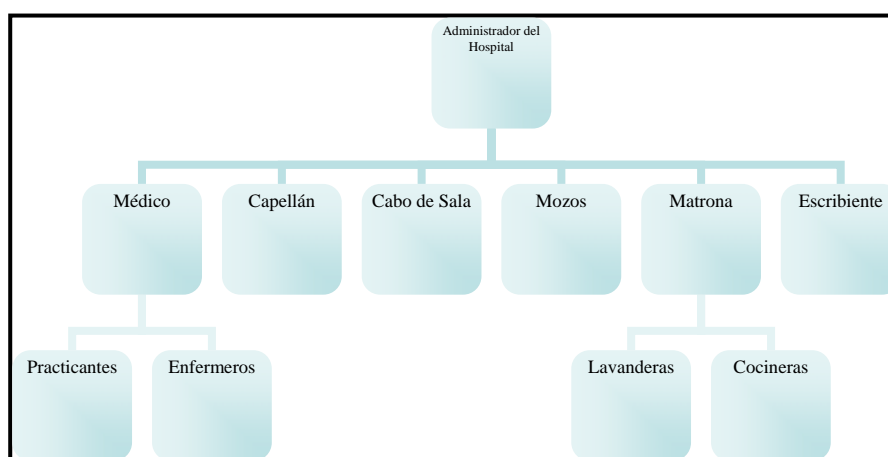 Administrador del
Hospital
Médico
Capellán
Cabo de Sala
Mozos
Matrona
Escribiente
Practicantes
Enfermeros
Lavanderas
Cocineras